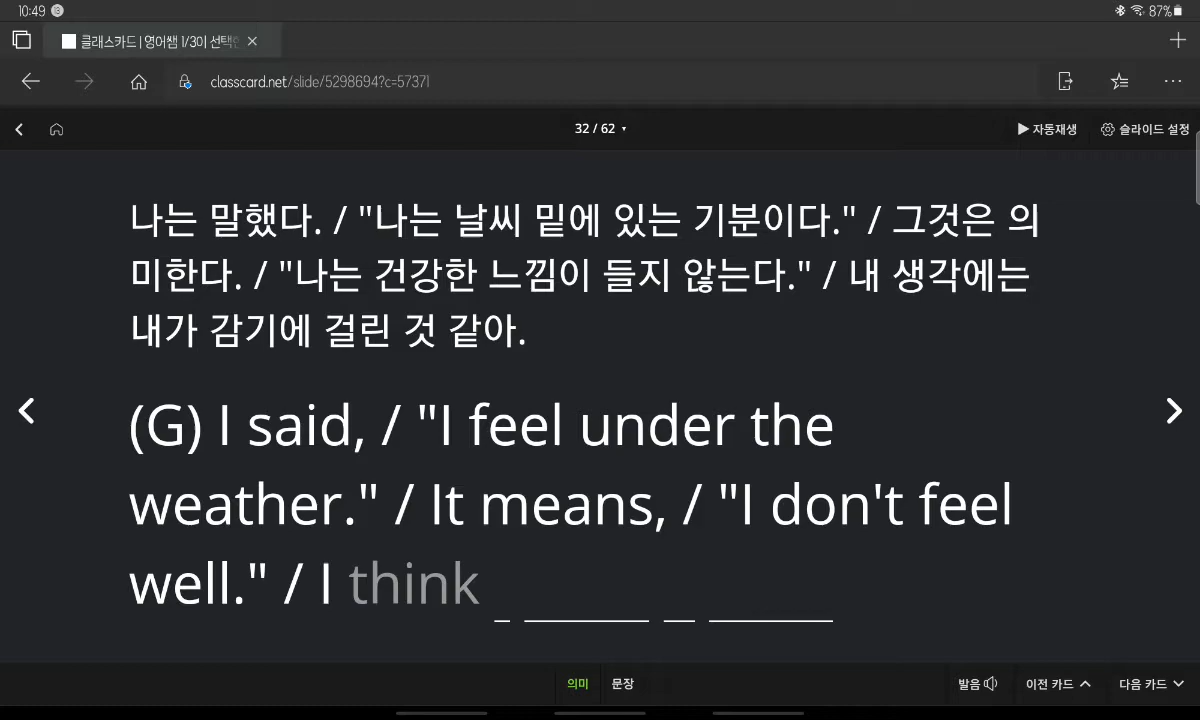 10:49 3 87%
클래스카드 | 영어쌤 1/3이 선택한
classcard.net/slide/5298694?c=57371
32 / 62 자동재생 슬라이드 설정
나는 말했다. / "나는 날씨 밑에 있는 기분이다." / 그것은 의
미한다. / "나는 건강한 느낌이 들지 않는다." / 내 생각에는
내가 감기에 걸린 것 같아.
(G) I said, / "I feel under the
weather." / It means, / "I don't feel
well." / I think
의미 문장 발음 이전 카드 다음 카드